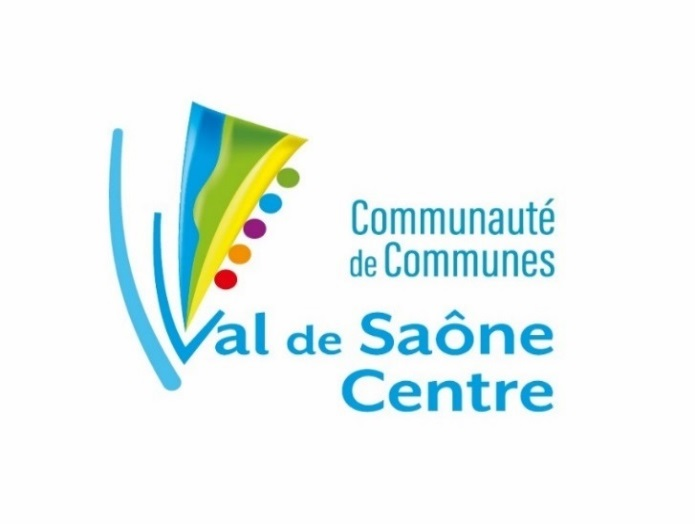 Communauté
de Communes
Val de Saône
Centre